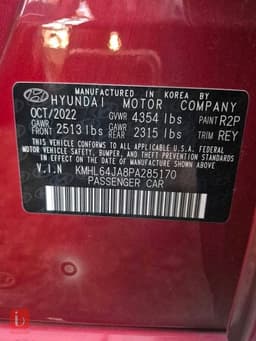 MANUFACTURED IN KOREA BY
HYUNDAI MOTOR COMPANY
OCT/2022 GVWR 4354 lbs PAINT R2P
GAWR FRONT 2513 lbs GAWR REAR 2315 lbs TRIM REY
THIS VEHICLE CONFORMS TO ALL APPLICABLE
U.S. FEDERAL MOTOR VEHICLE SAFETY, BUMPER,
AND THEFT PREVENTION STANDARDS IN EFFECT ON
THE DATE OF MANUFACTURE SHOWN ABOVE.
V.I.N KMHL64JA8PA285170
PASSENGER CAR